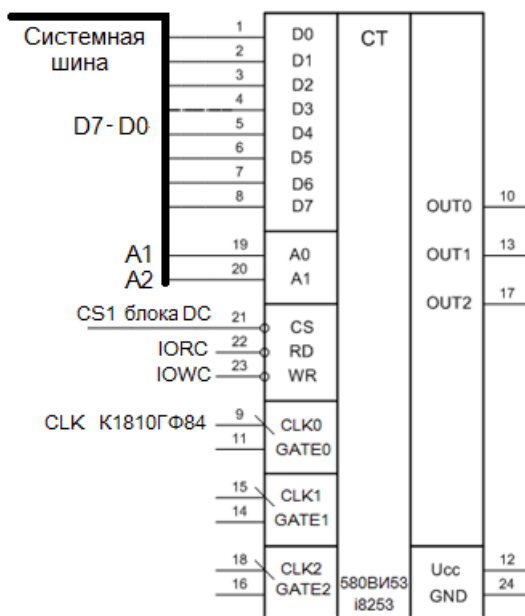 Системная
шина
D7-D0
A1
A2
CS1 блока DC
IORC
IOWC
CLK К1810ГФ84
1
2
3
4
5
6
7
8
19
20
21
22
23
9
11
15
14
18
16
D0
D1
D2
D3
D4
D5
D6
D7
A0
A1
CS
RD
WR
CLK0
GATE0
CLK1
GATE1
CLK2
GATE2
CT
580ВИ53
i8253
OUT0
OUT1
OUT2
Ucc
GND
10
13
17
12
24